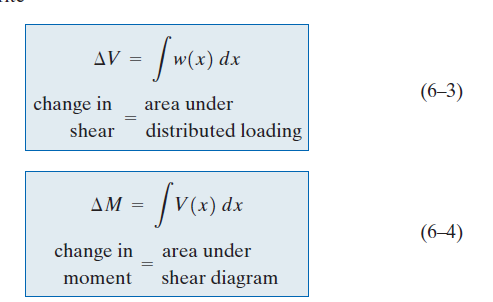 ΔV = ∫ w(x) dx
change in shear = area under distributed loading
(6–3)
ΔM = ∫ V(x) dx
change in moment = area under shear diagram
(6–4)